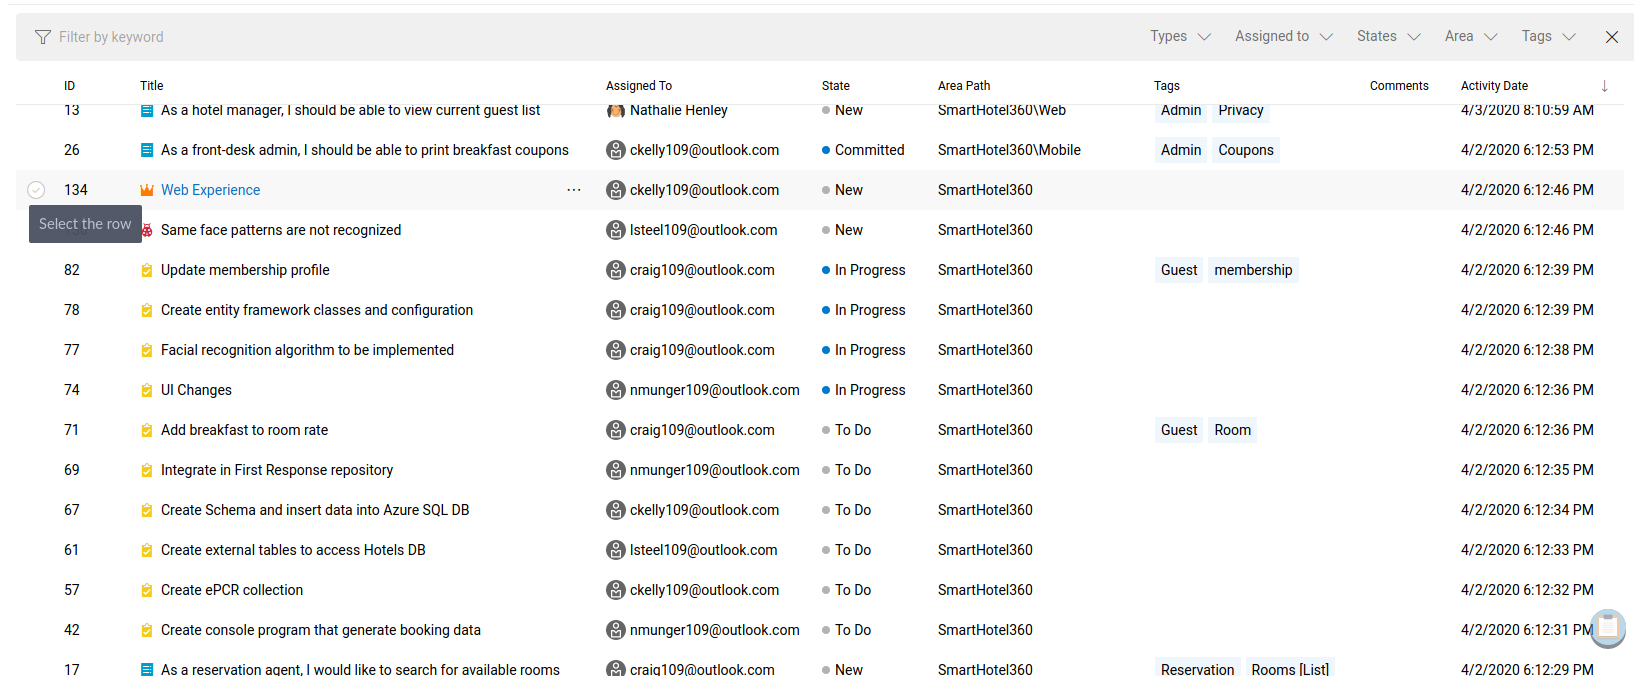 Filter by keyword Types Assigned to States Area Tags
ID Title Assigned To State Area Path Tags Comments Activity Date
13 As a hotel manager, I should be able to view current guest list Nathalie Henley New SmartHotel360\Web Admin Privacy 4/3/2020 8:10:59 AM
26 As a front-desk admin, I should be able to print breakfast coupons ckelly109@outlook.com Committed SmartHotel360\Mobile Admin Coupons 4/2/2020 6:12:53 PM
134 Web Experience ... ckelly109@outlook.com New SmartHotel360 4/2/2020 6:12:46 PM
Select the row Same face patterns are not recognized lsteel109@outlook.com New SmartHotel360 4/2/2020 6:12:46 PM
82 Update membership profile craig109@outlook.com In Progress SmartHotel360 Guest membership 4/2/2020 6:12:39 PM
78 Create entity framework classes and configuration craig109@outlook.com In Progress SmartHotel360 4/2/2020 6:12:39 PM
77 Facial recognition algorithm to be implemented craig109@outlook.com In Progress SmartHotel360 4/2/2020 6:12:38 PM
74 UI Changes nmunger109@outlook.com In Progress SmartHotel360 4/2/2020 6:12:36 PM
71 Add breakfast to room rate craig109@outlook.com To Do SmartHotel360 Guest Room 4/2/2020 6:12:36 PM
69 Integrate in First Response repository nmunger109@outlook.com To Do SmartHotel360 4/2/2020 6:12:35 PM
67 Create Schema and insert data into Azure SQL DB ckelly109@outlook.com To Do SmartHotel360 4/2/2020 6:12:34 PM
61 Create external tables to access Hotels DB lsteel109@outlook.com To Do SmartHotel360 4/2/2020 6:12:33 PM
57 Create ePCR collection ckelly109@outlook.com To Do SmartHotel360 4/2/2020 6:12:32 PM
42 Create console program that generate booking data nmunger109@outlook.com To Do SmartHotel360 4/2/2020 6:12:31 PM
17 As a reservation agent, I would like to search for available rooms craig109@outlook.com New SmartHotel360 Reservation Rooms [List] 4/2/2020 6:12:29 PM